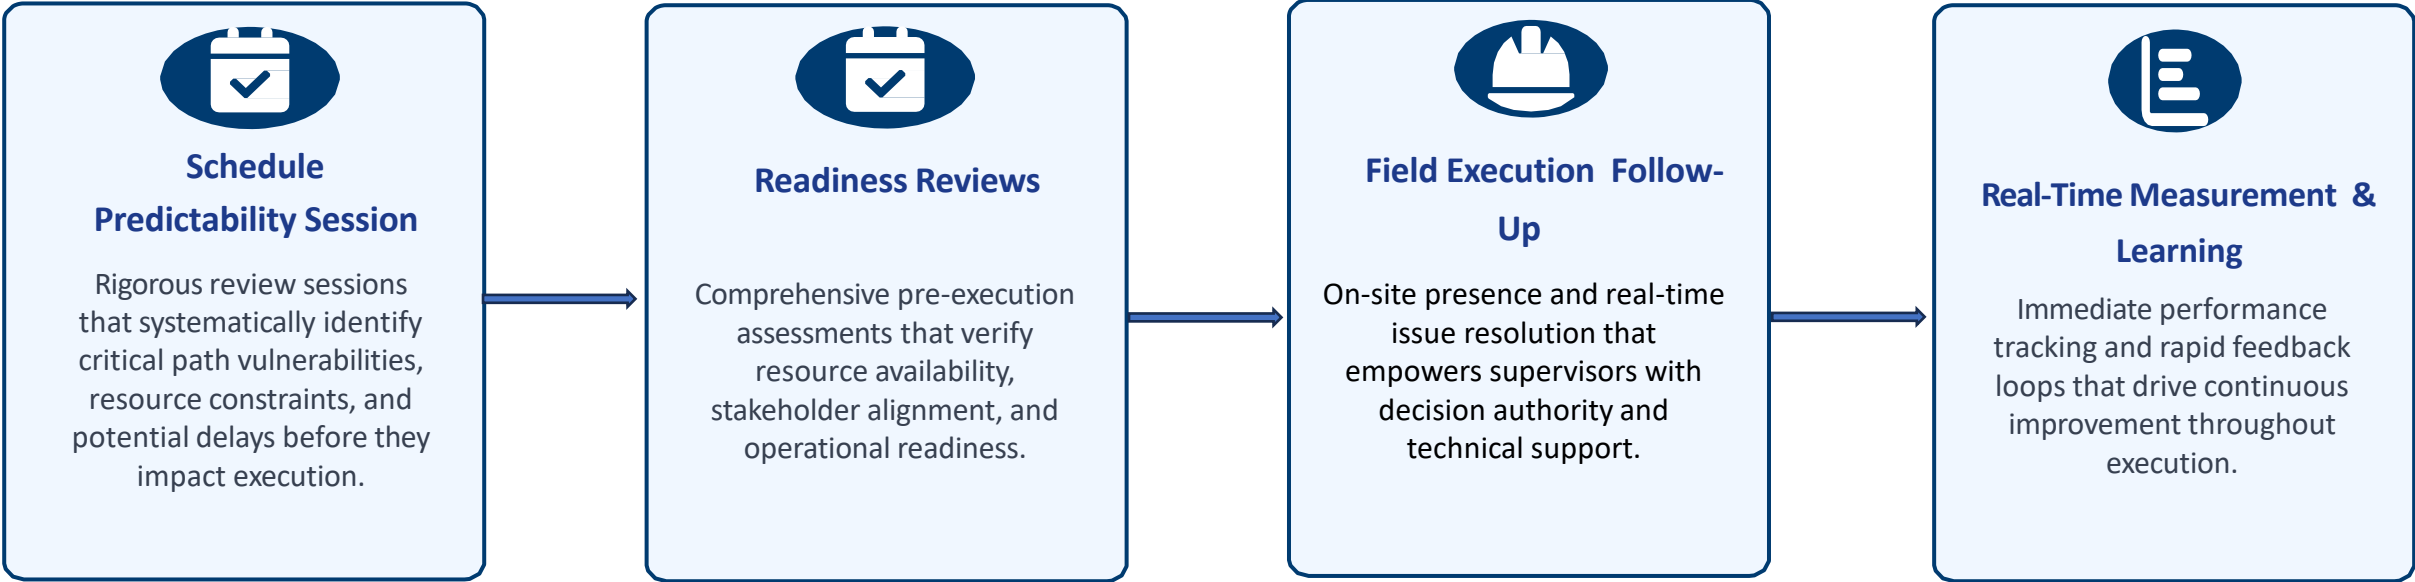 Schedule
Predictability Session
Rigorous review sessions
that systematically identify
critical path vulnerabilities,
resource constraints, and
potential delays before they
impact execution.
Readiness Reviews
Comprehensive pre-execution
assessments that verify
resource availability,
stakeholder alignment, and
operational readiness.
Field Execution Follow-
Up
On-site presence and real-time
issue resolution that
empowers supervisors with
decision authority and
technical support.
Real-Time Measurement &
Learning
Immediate performance
tracking and rapid feedback
loops that drive continuous
improvement throughout
execution.